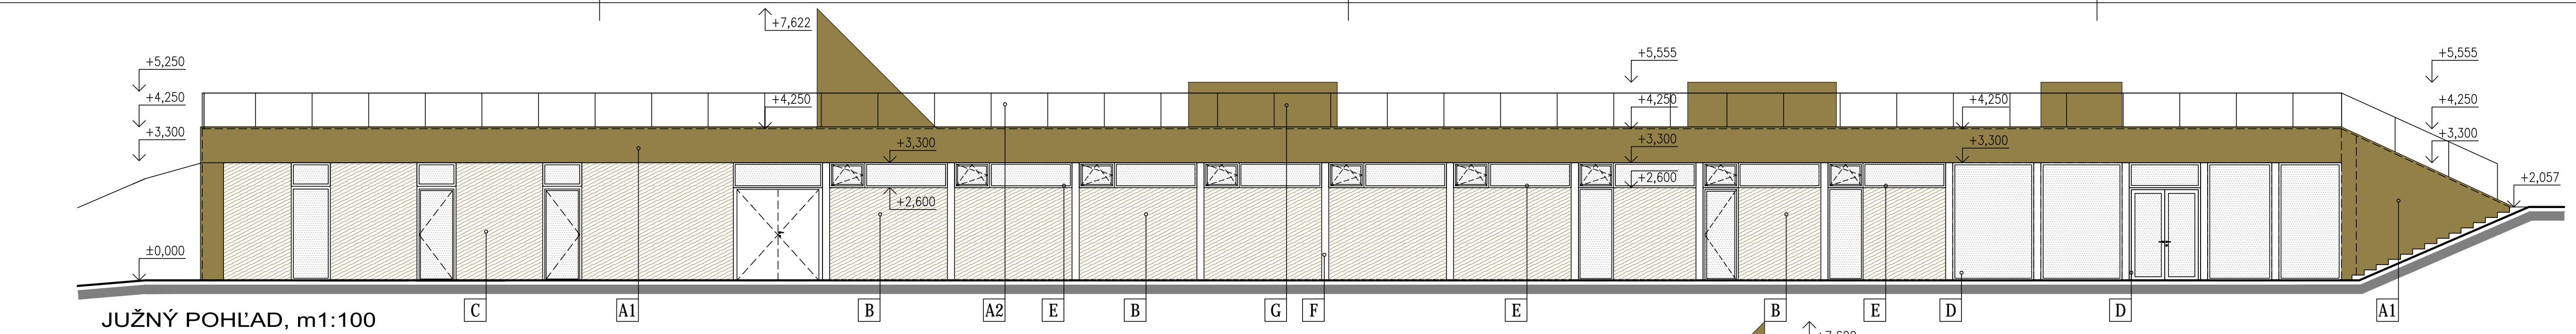 +7,622
+5,250
+5,555
+5,555
+4,250
+4,250
+4,250
+4,250
+4,250
+3,300
+3,300
+3,300
+3,300
+3,300
+2,600
+2,057
+2,600
±0,000
C
A1
B
A2
E
B
G
F
E
B
E
D
D
A1
JUŽNÝ POHĽAD, m1:100